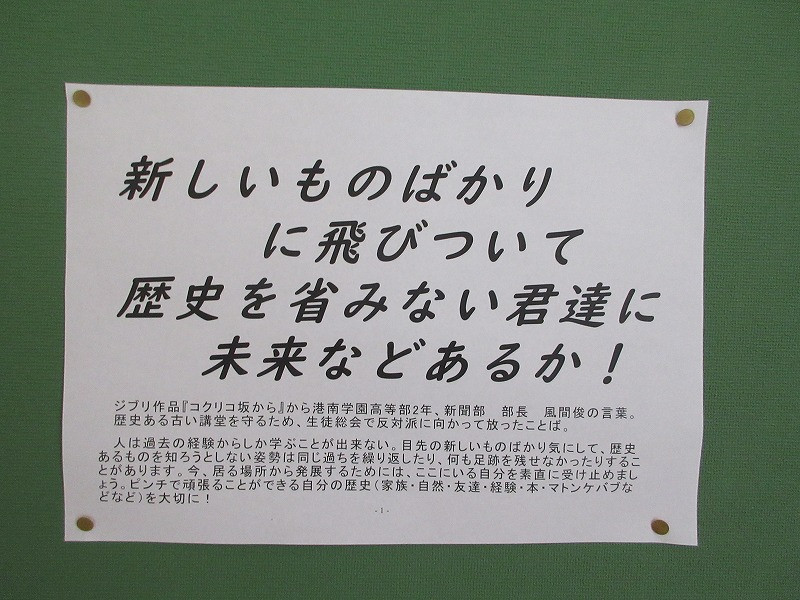 新しいものばかり
に飛びついて
歴史を省みない君達に
未来などあるか！
ジブリ作品『コクリコ坂から』から港南学園高等部2年、新聞部　部長　風間俊の言葉。
歴史ある古い講堂を守るため、生徒総会で反対派に向かって放ったことば。
人は過去の経験からしか学ぶことが出来ない。目先の新しいものばかり気にして、歴史
あるものを知ろうとしない姿勢は同じ過ちを繰り返したり、何も足跡を残せなかったりするこ
とがあります。今、居る場所から発展するためには、ここにいる自分を素直に受け止めまし
ょう。ピンチで頑張ることができる自分の歴史（家族・自然・友達・経験・本・マトンケバブな
どなど）を大切に！
- 1 -